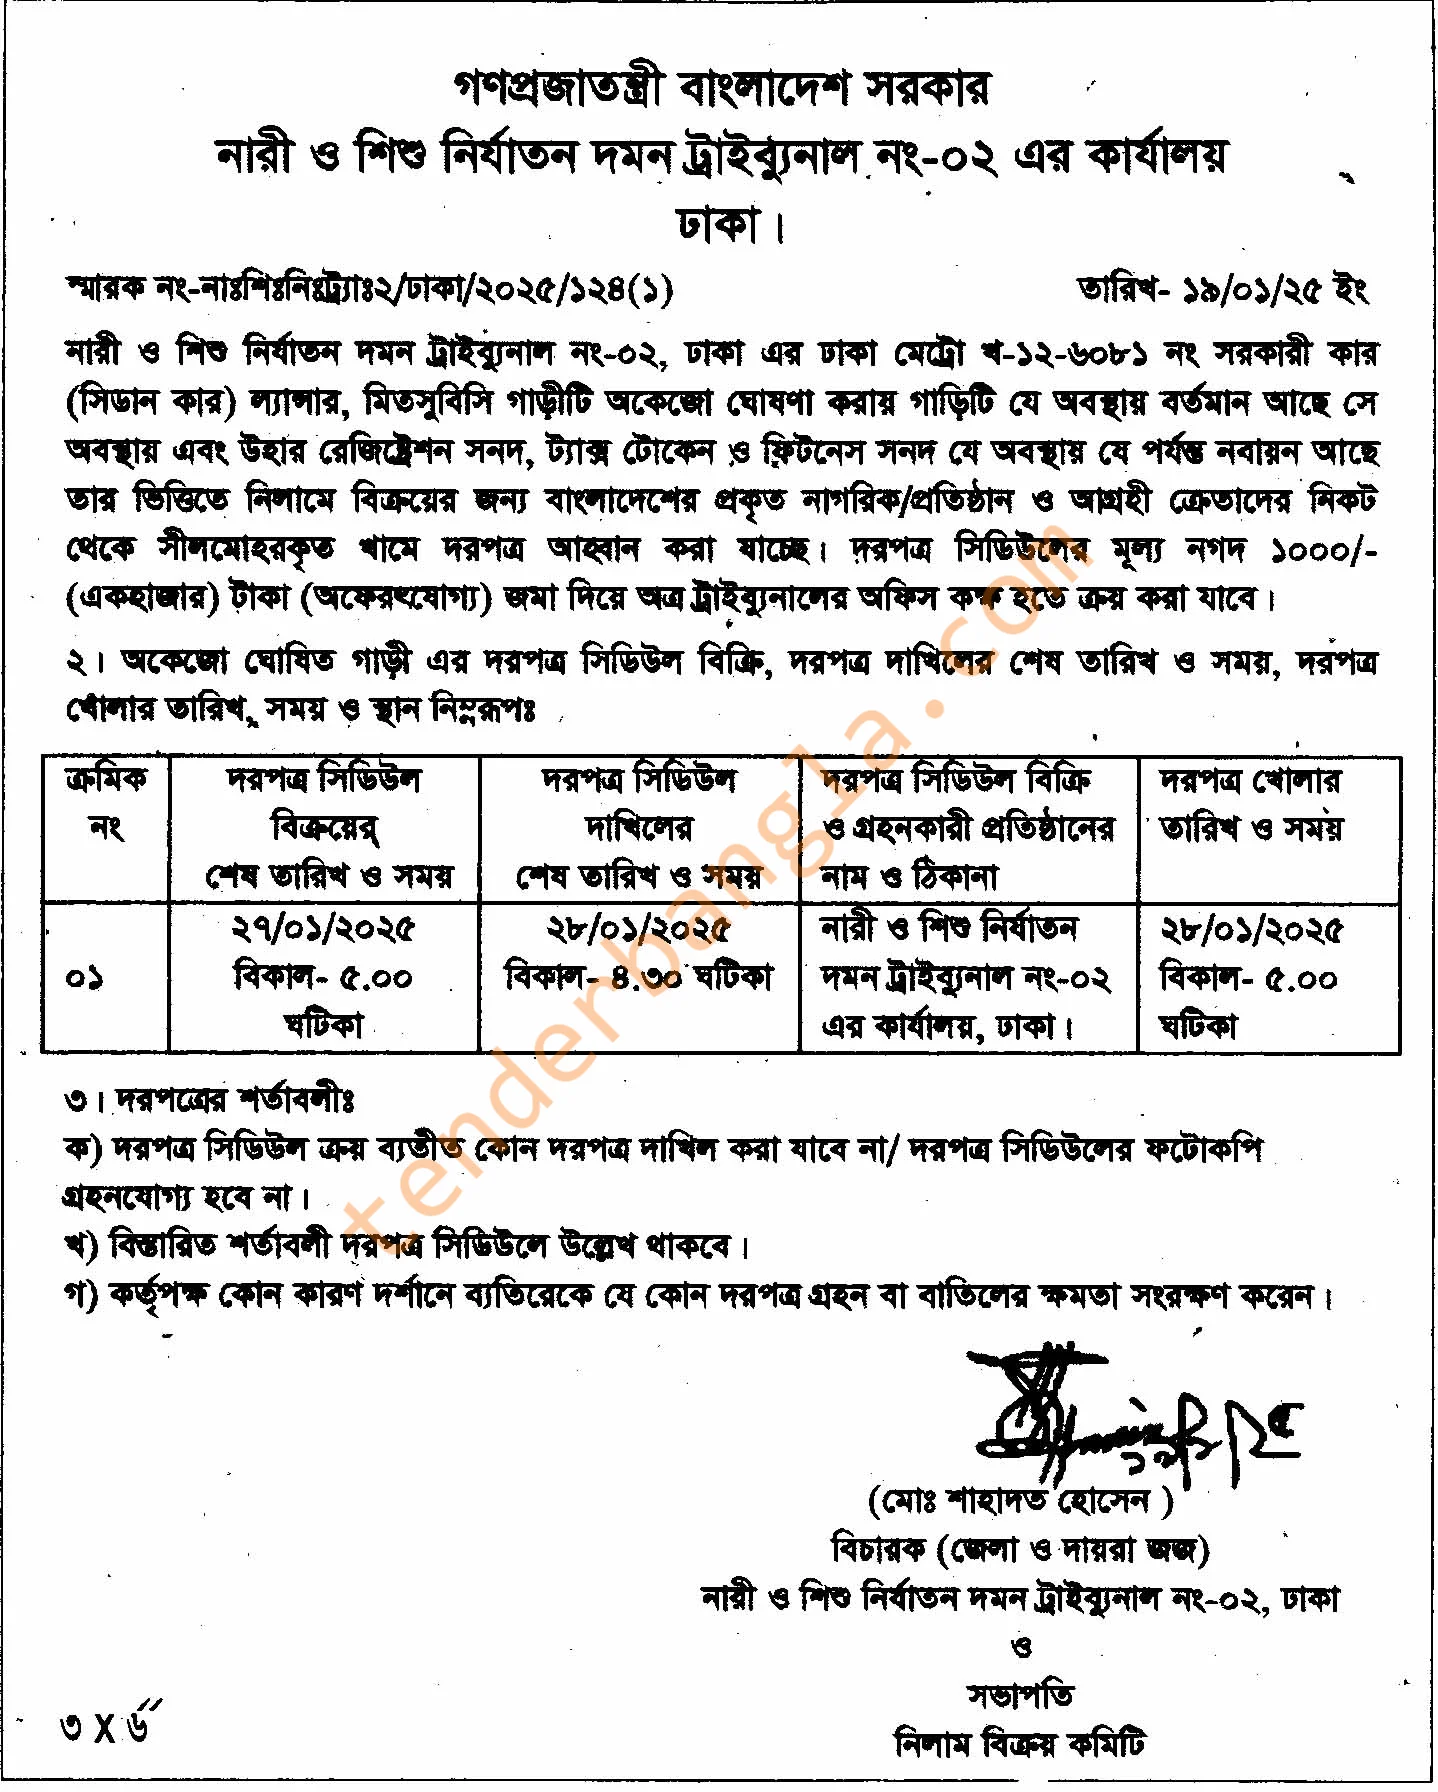 গণপ্রজাতন্ত্রী বাংলাদেশ সরকার
নারী ও শিশু নির্যাতন দমন ট্রাইব্যুনাল নং-০২ এর কার্যালয়
ঢাকা।
স্মারক নং-নাঃশিঃনিঃট্র্যাঃ২/ঢাকা/২০২৫/১২৪(১) তারিখ- ১৯/০১/২৫ ইং
নারী ও শিশু নির্যাতন দমন ট্রাইব্যুনাল নং-০২, ঢাকা এর ঢাকা মেট্রো খ-১২-৬০৮১ নং সরকারী কার
(সিডান কার) ল্যান্সার, মিতসুবিসি গাড়ীটি অকেজো ঘোষণা করায় গাড়িটি যে অবস্থায় বর্তমান আছে সে
অবস্থায় এবং উহার রেজিষ্ট্রেশন সনদ, ট্যাক্স টোকেন ও ফিটনেস সনদ যে অবস্থায় যে পর্যন্ত নবায়ন আছে
তার ভিত্তিতে নিলামে বিক্রয়ের জন্য বাংলাদেশের প্রকৃত নাগরিক/প্রতিষ্ঠান ও আগ্রহী ক্রেতাদের নিকট
থেকে সীলমোহরকৃত খামে দরপত্র আহ্বান করা যাচ্ছে। দরপত্র সিডিউলের মূল্য নগদ ১০০০/-
(একহাজার) টাকা (অফেরৎযোগ্য) জমা দিয়ে অত্র ট্রাইব্যুনালের অফিস কক্ষ হতে ক্রয় করা যাবে।
২। অকেজো ঘোষিত গাড়ী এর দরপত্র সিডিউল বিক্রি, দরপত্র দাখিলের শেষ তারিখ ও সময়, দরপত্র
খোলার তারিখ, সময় ও স্থান নিম্নরূপঃ
ক্রমিক নং
দরপত্র সিডিউল
বিক্রয়ের
শেষ তারিখ ও সময়
দরপত্র সিডিউল
দাখিলের
শেষ তারিখ ও সময়
দরপত্র সিডিউল বিক্রি
ও গ্রহনকারী প্রতিষ্ঠানের
নাম ও ঠিকানা
দরপত্র খোলার
তারিখ ও সময়
০১
২৭/০১/২০২৫
বিকাল- ৫.০০
ঘটিকা
২৮/০১/২০২৫
বিকাল- ৪.৩০ ঘটিকা
নারী ও শিশু নির্যাতন
দমন ট্রাইব্যুনাল নং-০২
এর কার্যালয়, ঢাকা।
২৮/০১/২০২৫
বিকাল- ৫.০০
ঘটিকা
৩। দরপত্রের শর্তাবলীঃ
ক) দরপত্র সিডিউল ক্রয় ব্যতীত কোন দরপত্র দাখিল করা যাবে না/ দরপত্র সিডিউলের ফটোকপি
গ্রহনযোগ্য হবে না।
খ) বিস্তারিত শর্তাবলী দরপত্র সিডিউলে উল্লেখ থাকবে।
গ) কর্তৃপক্ষ কোন কারণ দর্শানে ব্যতিরেকে যে কোন দরপত্র গ্রহন বা বাতিলের ক্ষমতা সংরক্ষণ করেন।
(মোঃ শাহাদত হোসেন )
বিচারক (জেলা ও দায়রা জজ)
নারী ও শিশু নির্যাতন দমন ট্রাইব্যুনাল নং-০২, ঢাকা
ও
সভাপতি
নিলাম বিক্রয় কমিটি
৩ X ৬"
tenderbangla.com